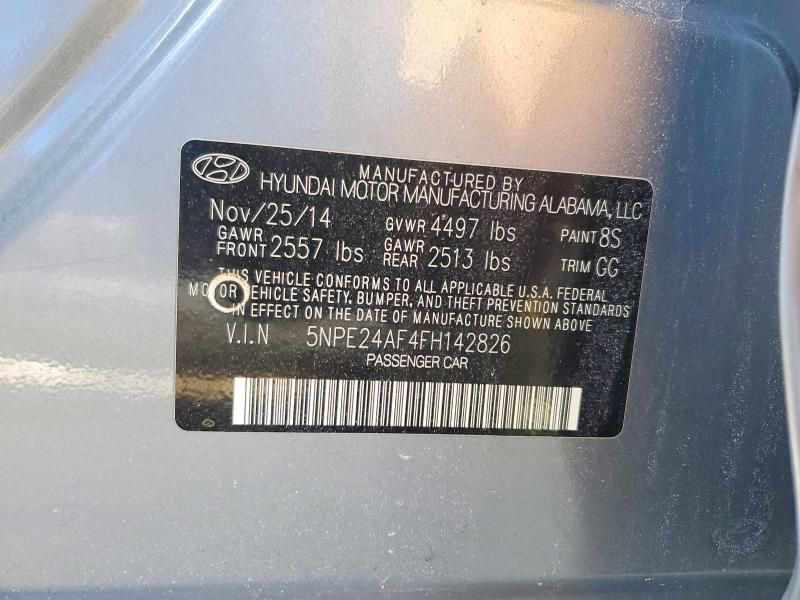 MANUFACTURED BY
HYUNDAI MOTOR MANUFACTURING ALABAMA, LLC
Nov/25/14 GVWR 4497 lbs PAINT 8S
GAWR FRONT 2557 lbs GAWR REAR 2513 lbs TRIM GG
THIS VEHICLE CONFORMS TO ALL APPLICABLE U.S.A. FEDERAL
MOTOR VEHICLE SAFETY, BUMPER, AND THEFT PREVENTION STANDARDS
IN EFFECT ON THE DATE OF MANUFACTURE SHOWN ABOVE
V.I.N 5NPE24AF4FH142826
PASSENGER CAR